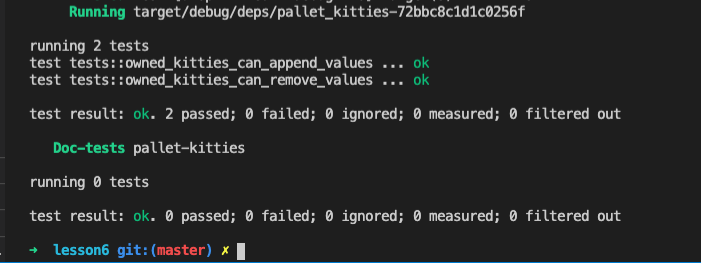 Running target/debug/deps/pallet_kitties-72bbc8c1d1c0256f
running 2 tests
test tests::owned_kitties_can_append_values ... ok
test tests::owned_kitties_can_remove_values ... ok
test result: ok. 2 passed; 0 failed; 0 ignored; 0 measured; 0 filtered out
Doc-tests pallet-kitties
running 0 tests
test result: ok. 0 passed; 0 failed; 0 ignored; 0 measured; 0 filtered out
→ lesson6 git:(master) ✗